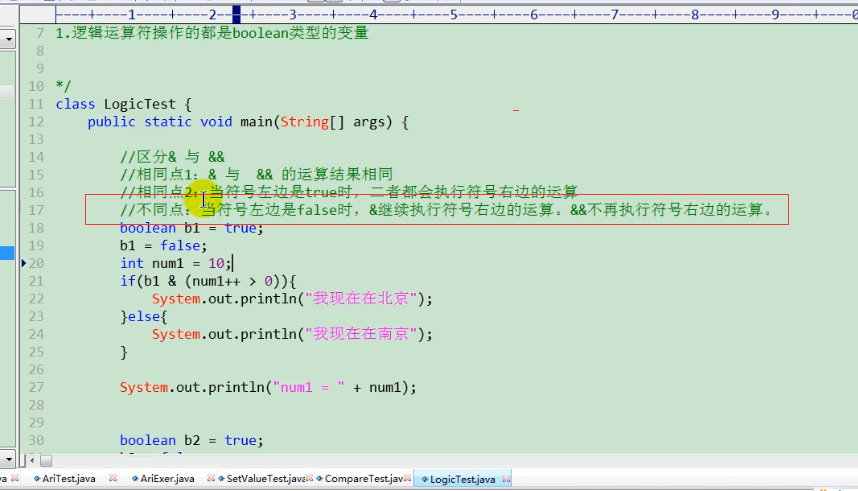 ----+----1----+----2----+----3----+----4----+----5----+----6----+----7----+----8----+----9----+----0
7 1.逻辑运算符操作的都是boolean类型的变量
8
9
10 */
11 class LogicTest {
12 public static void main(String[] args) {
13
14 //区分& 与 &&
15 //相同点1: & 与 && 的运算结果相同
16 //相同点2: 当符号左边是true时，二者都会执行符号右边的运算
17 //不同点: 当符号左边是false时，&继续执行符号右边的运算。&&不再执行符号右边的运算。
18 boolean b1 = true;
19 b1 = false;
20 int num1 = 10;
21 if(b1 & (num1++ > 0)){
22 System.out.println("我现在在北京");
23 }else{
24 System.out.println("我现在在南京");
25 }
26
27 System.out.println("num1 = " + num1);
28
29
30 boolean b2 = true;
va AriTest.java AriExer.java SetValueTest.java CompareTest.jav LogicTest.java